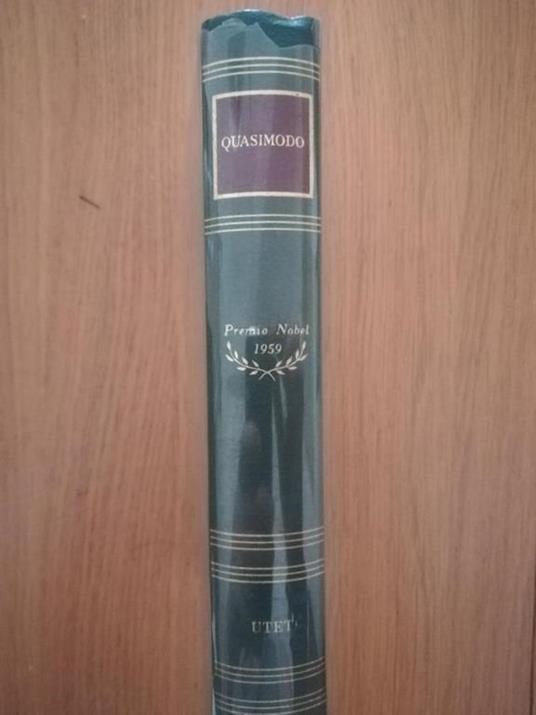 QUASIMODO
Premio Nobel
1959
UTET